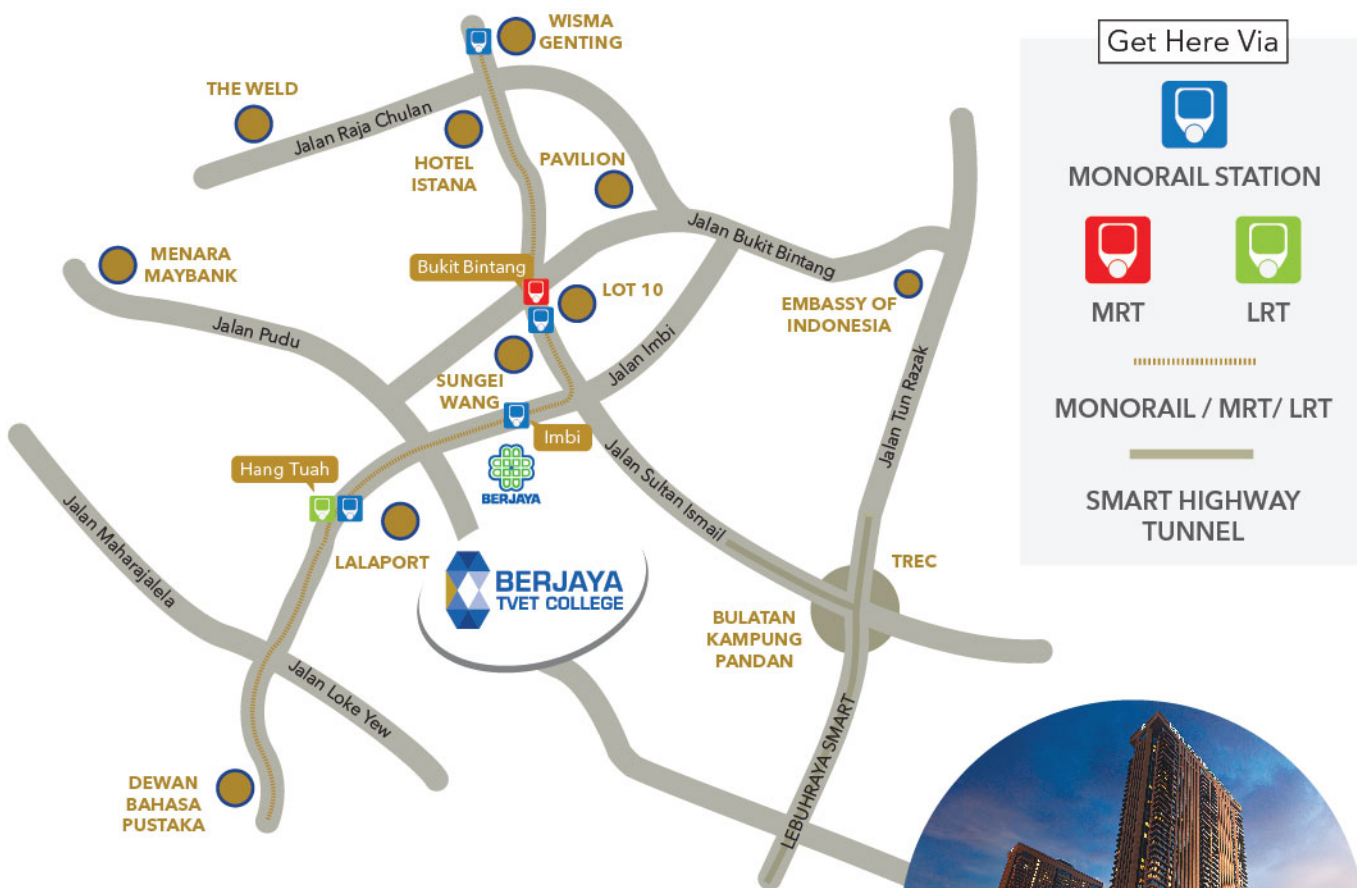 WISMA
GENTING
THE WELD
Jalan Raja Chulan
HOTEL
ISTANA
PAVILION
MENARA
MAYBANK
Jalan Bukit Bintang
Bukit Bintang
LOT 10
EMBASSY OF
INDONESIA
Jalan Pudu
SUNGEI
WANG
Jalan Imbi
Imbi
Jalan Tun Razak
Hang Tuah
BERJAYA
Jalan Sultan Ismail
Jalan Maharajalela
LALAPORT
BERJAYA
TVET COLLEGE
TREC
BULATAN
KAMPUNG
PANDAN
Jalan Loke Yew
LEBUHRAYA SMART
DEWAN
BAHASA
PUSTAKA
Get Here Via
MONORAIL STATION
MRT
LRT
MONORAIL / MRT/ LRT
SMART HIGHWAY
TUNNEL